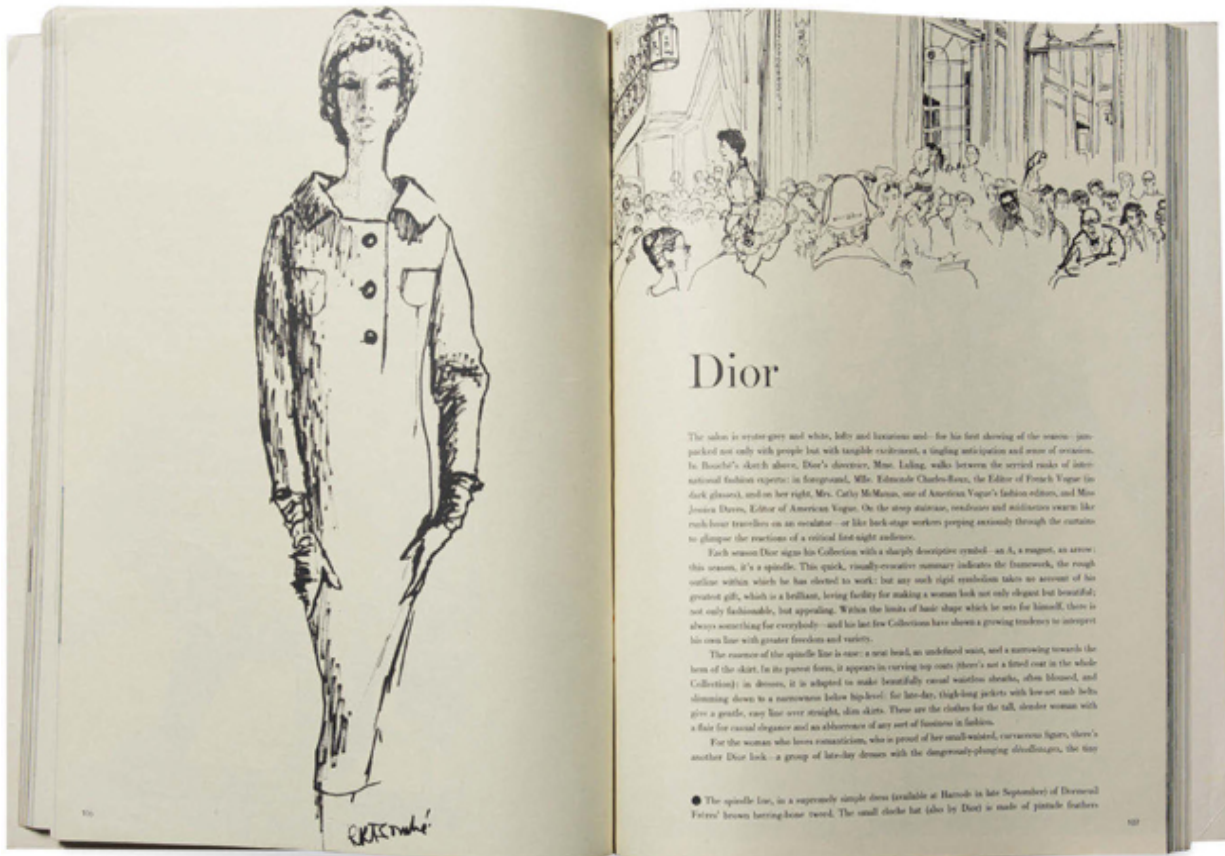 R.R. Bouché
Dior
The salon is oyster-grey and white, lofty and luxurious and—for his first showing of the season—jam-
packed not only with people but with tangible excitement, a tingling anticipation and sense of occasion.
In Bouché's sketch above, Dior's directrice, Mme. Luling, walks between the serried ranks of inter-
national fashion experts: in foreground, Mlle. Edmonde Charles-Roux, the Editor of French Vogue (in
dark glasses), and on her right, Mrs. Cathy McManus, one of American Vogue's fashion editors, and Miss
Jessica Daves, Editor of American Vogue. On the steep staircase, vendeuses and midinettes swarm like
rush-hour travellers on an escalator—or like back-stage workers peeping anxiously through the curtains
to glimpse the reactions of a critical first-night audience.
Each season Dior signs his Collection with a sharply descriptive symbol—an A, a magnet, an arrow:
this season, it's a spindle. This quick, visually-evocative summary indicates the framework, the rough
outline within which he has elected to work: but any such rigid symbolism takes no account of his
greatest gift, which is a brilliant, loving facility for making a woman look not only elegant but beautiful;
not only fashionable, but appealing. Within the limits of basic shape which he sets for himself, there is
always something for everybody—and his last few Collections have shown a growing tendency to interpret
his own line with greater freedom and variety.
The essence of the spindle line is ease: a neat head, an undefined waist, and a narrowing towards the
hem of the skirt. In its purest form, it appears in curving top coats (there's not a fitted coat in the whole
Collection): in dresses, it is adapted to make beautifully casual waistless sheaths, often bloused, and
slimming down to a narrowness below hip-level: for late-day, thigh-long jackets with low-set sash belts
give a gentle, easy line over straight, slim skirts. These are the clothes for the tall, slender woman with
a flair for casual elegance and an abhorrence of any sort of fussiness in fashion.
For the woman who loves romanticism, who is proud of her small-waisted, curvaceous figure, there's
another Dior look—a group of late-day dresses with the dangerously-plunging décolletages, the tiny
● The spindle line, in a supremely simple dress (available at Harrods in late September) of Dormeuil
Frères' brown herring-bone tweed. The small cloche hat (also by Dior) is made of pintade feathers
107